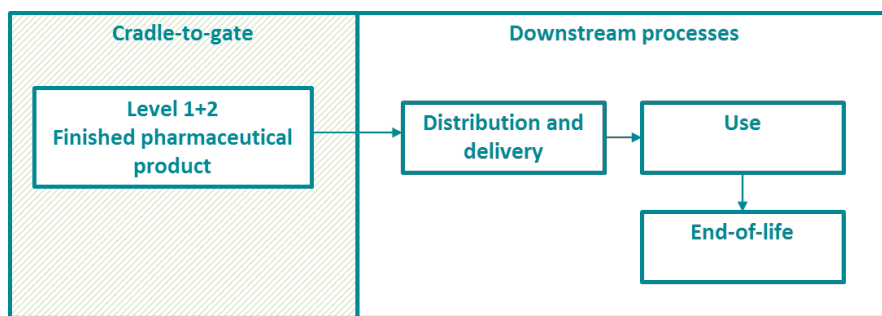 Cradle-to-gate
Downstream processes
Level 1+2
Finished pharmaceutical
product
Distribution and
delivery
Use
End-of-life